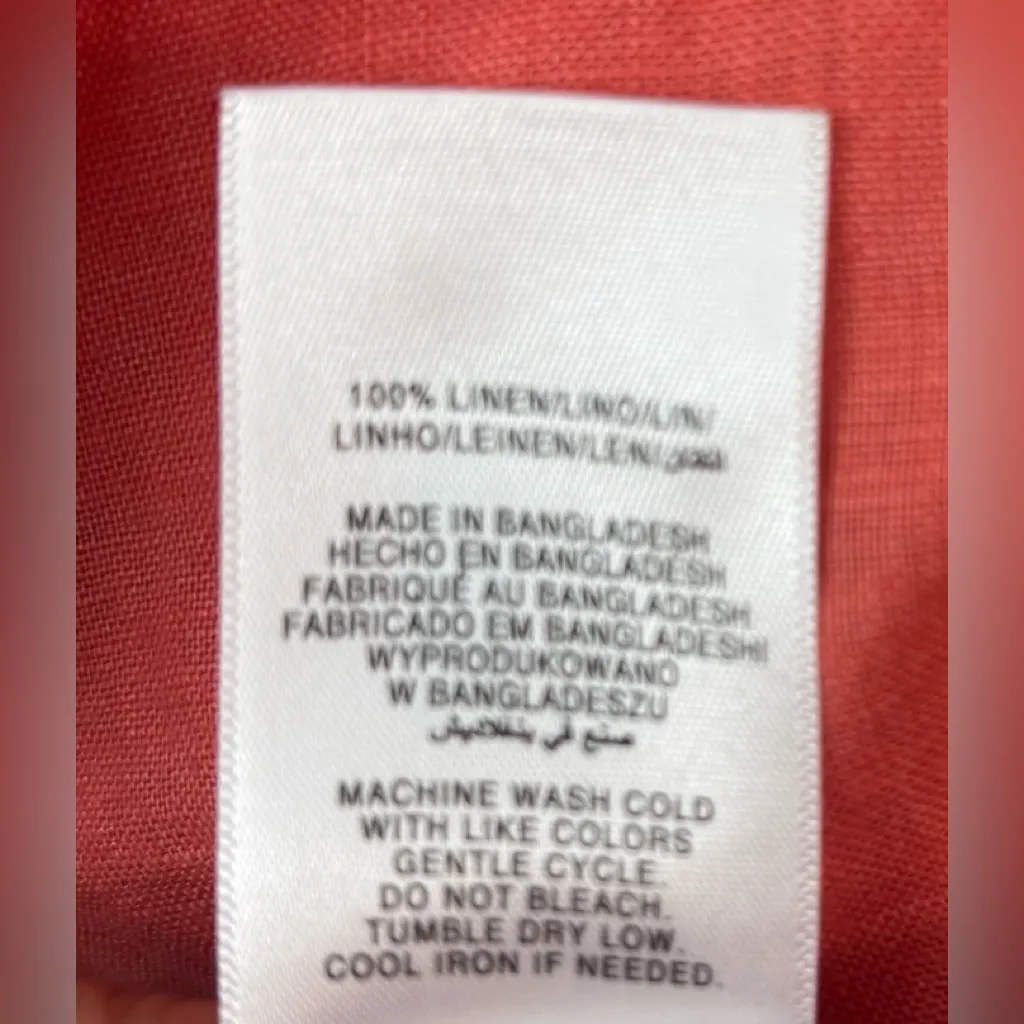 100% LINEN/LINO/LIN/
LINHO/LEINEN/LEN/
MADE IN BANGLADESH
HECHO EN BANGLADESH
FABRIQUÉ AU BANGLADESH
FABRICADO EM BANGLADESH
WYPRODUKOWANO
W BANGLADESZU
صنع في بنغلاديش
MACHINE WASH COLD
WITH LIKE COLORS
GENTLE CYCLE.
DO NOT BLEACH.
TUMBLE DRY LOW.
COOL IRON IF NEEDED.